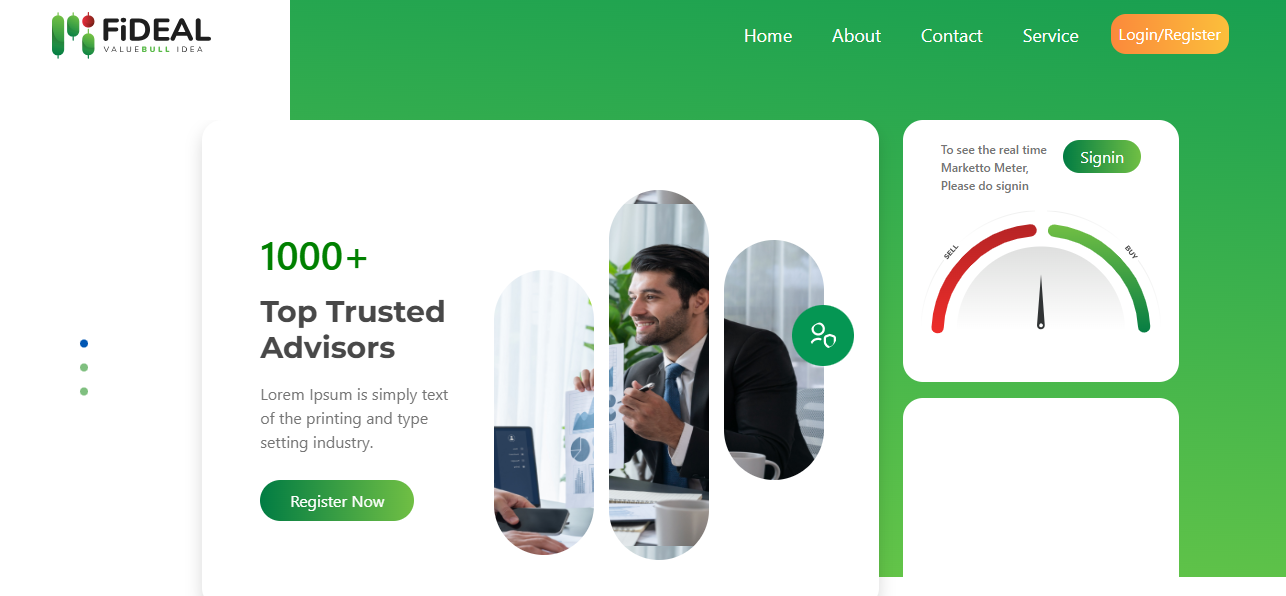 FiDEAL
VALUEBULL IDEA
Home
About
Contact
Service
Login/Register
1000+
Top Trusted
Advisors
Lorem Ipsum is simply text
of the printing and type
setting industry.
Register Now
To see the real time
Marketto Meter,
Please do signin
Signin
SELL
BUY